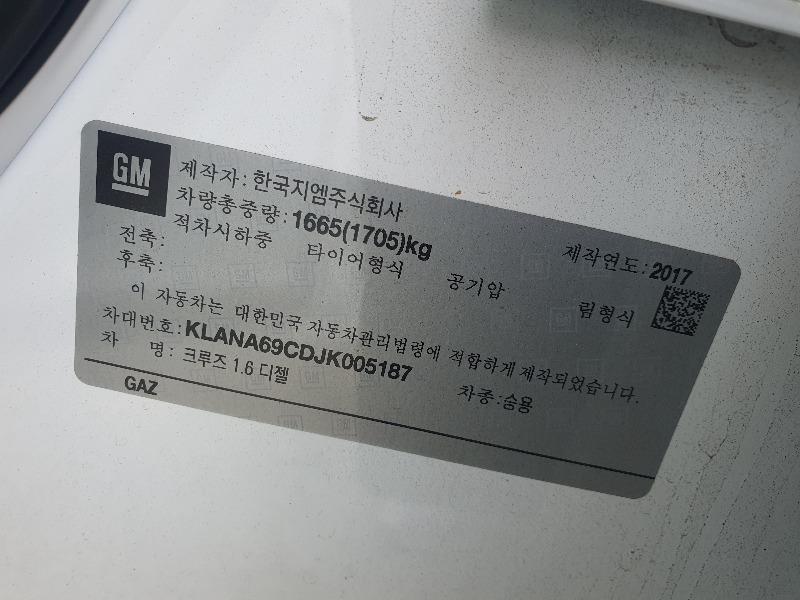 GM
제작자: 한국지엠주식회사
차량총중량: 1665(1705)kg 제작연도: 2017
적차시하중 타이어형식 공기압 림형식
전축:
후축:
이 자동차는 대한민국 자동차관리법령에 적합하게 제작되었습니다.
차대번호: KLANA69CDJK005187 차종:승용
차 명: 크루즈 1.6 디젤
GAZ